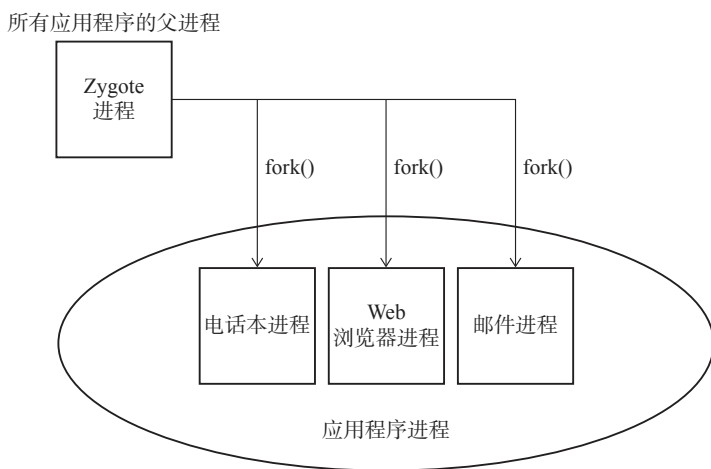 所有应用程序的父进程
Zygote
进程
fork()
fork()
fork()
电话本进程
Web
浏览器进程
邮件进程
应用程序进程